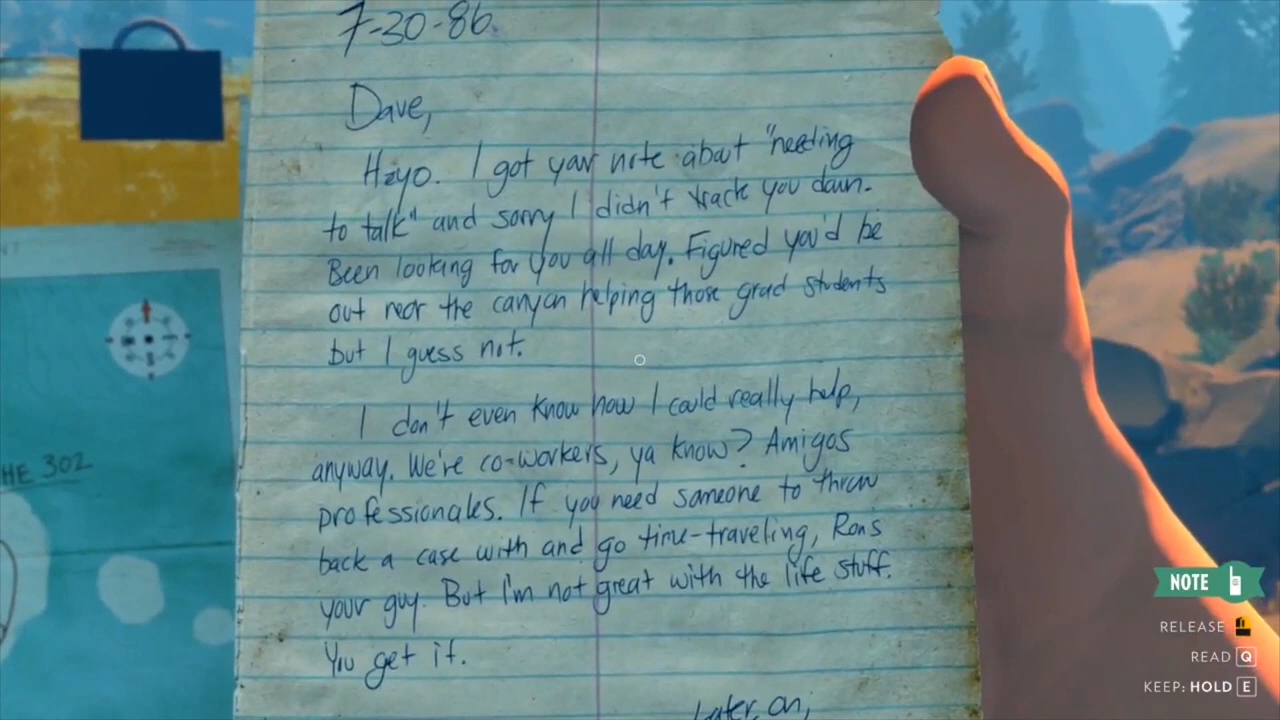 7-30-86.
Dave,
Heyo. I got your note about "needing
to talk" and sorry I didn't track you down.
Been looking for you all day. Figured you'd be
out near the canyon helping those grad students
but I guess not.
I don't even know how I could really help,
anyway. We're co-workers, ya know? Amigos
professionales. If you need someone to throw
back a case with and go time-traveling, Ron's
your guy. But I'm not great with the life stuff.
You get it.
Later on,
HE 302
NOTE
RELEASE
READ Q
KEEP: HOLD E